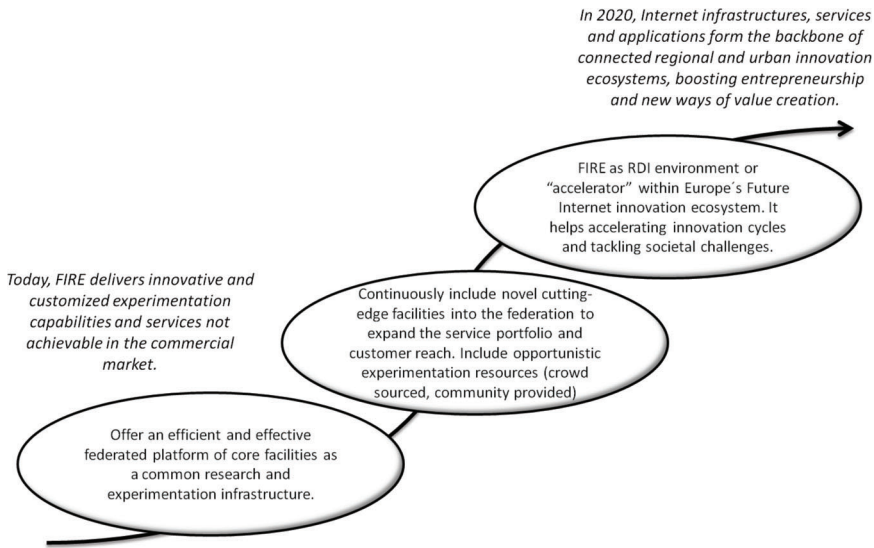 In 2020, Internet infrastructures, services
and applications form the backbone of
connected regional and urban innovation
ecosystems, boosting entrepreneurship
and new ways of value creation.
FIRE as RDI environment or
“accelerator” within Europe´s Future
Internet innovation ecosystem. It
helps accelerating innovation cycles
and tackling societal challenges.
Today, FIRE delivers innovative and
customized experimentation
capabilities and services not
achievable in the commercial
market.
Continuously include novel cutting-
edge facilities into the federation to
expand the service portfolio and
customer reach. Include opportunistic
experimentation resources (crowd
sourced, community provided)
Offer an efficient and effective
federated platform of core facilities as
a common research and
experimentation infrastructure.